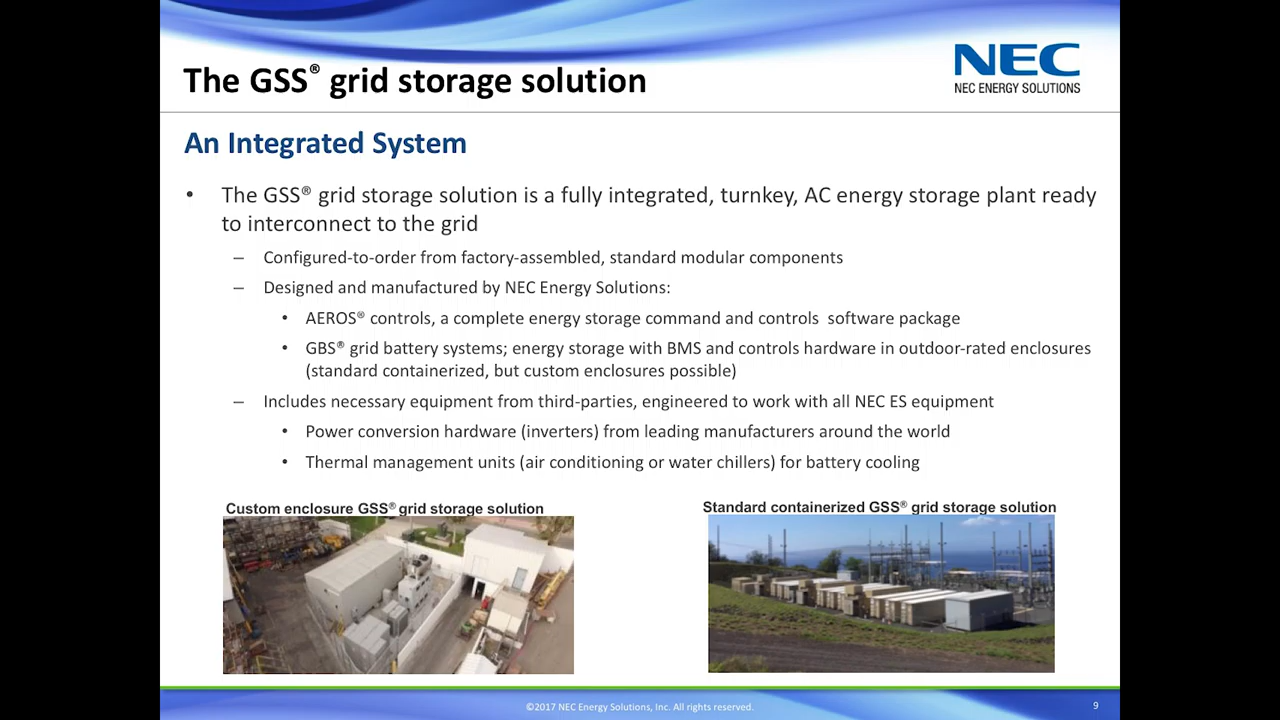 The GSS® grid storage solution
NEC
NEC ENERGY SOLUTIONS
An Integrated System
• The GSS® grid storage solution is a fully integrated, turnkey, AC energy storage plant ready
to interconnect to the grid
– Configured-to-order from factory-assembled, standard modular components
– Designed and manufactured by NEC Energy Solutions:
• AEROS® controls, a complete energy storage command and controls  software package
• GBS® grid battery systems; energy storage with BMS and controls hardware in outdoor-rated enclosures
(standard containerized, but custom enclosures possible)
– Includes necessary equipment from third-parties, engineered to work with all NEC ES equipment
• Power conversion hardware (inverters) from leading manufacturers around the world
• Thermal management units (air conditioning or water chillers) for battery cooling
Custom enclosure GSS® grid storage solution
Standard containerized GSS® grid storage solution
©2017 NEC Energy Solutions, Inc. All rights reserved.
9